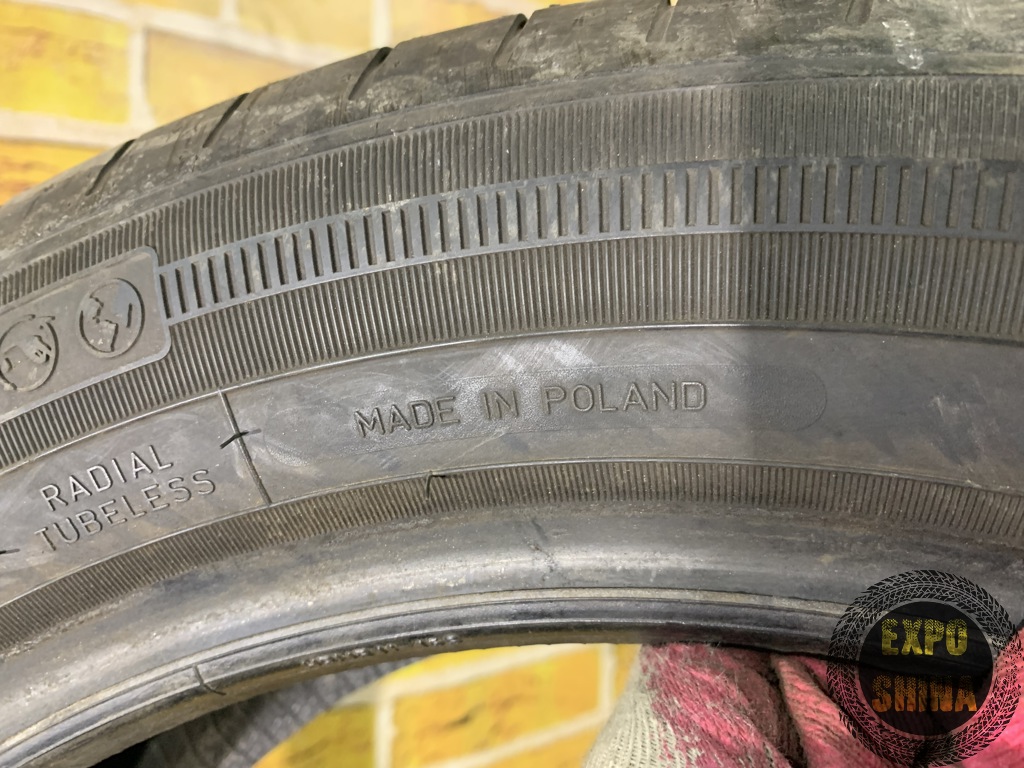 MADE IN POLAND
RADIAL
TUBELESS
EXPO
SHINA